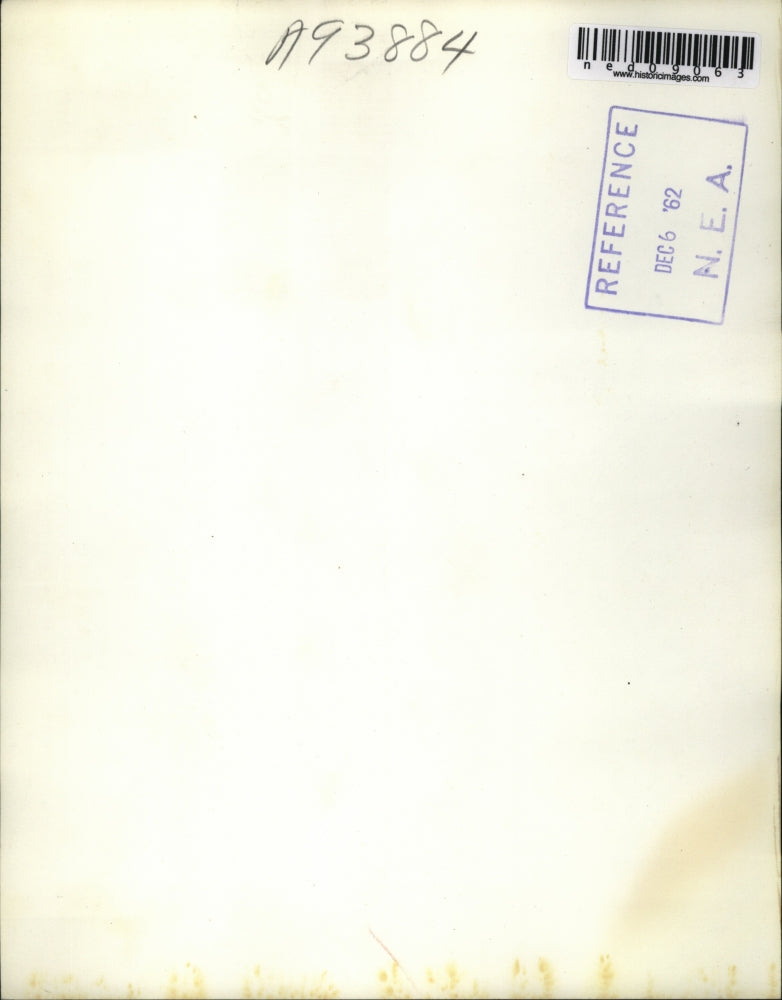 A93884
ned09063
www.historicimages.com
REFERENCE
DEC 6 '62
N. E. A.